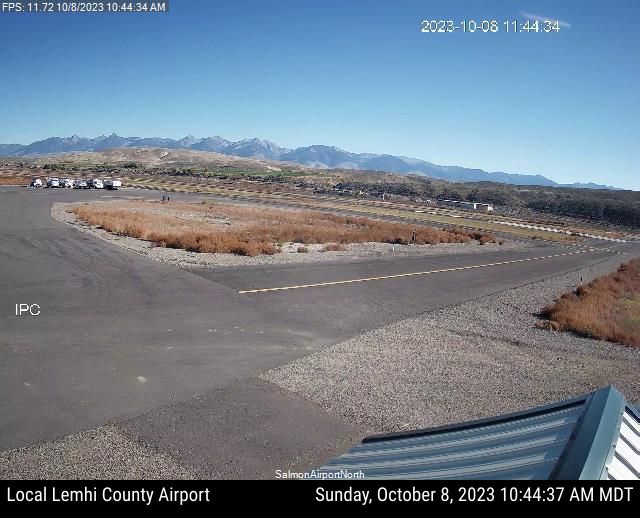 FPS: 11.72 10/8/2023 10:44:34 AM
2023-10-08 11:44:34
IPC
SalmonAirportNorth
Local Lemhi County Airport
Sunday, October 8, 2023 10:44:37 AM MDT